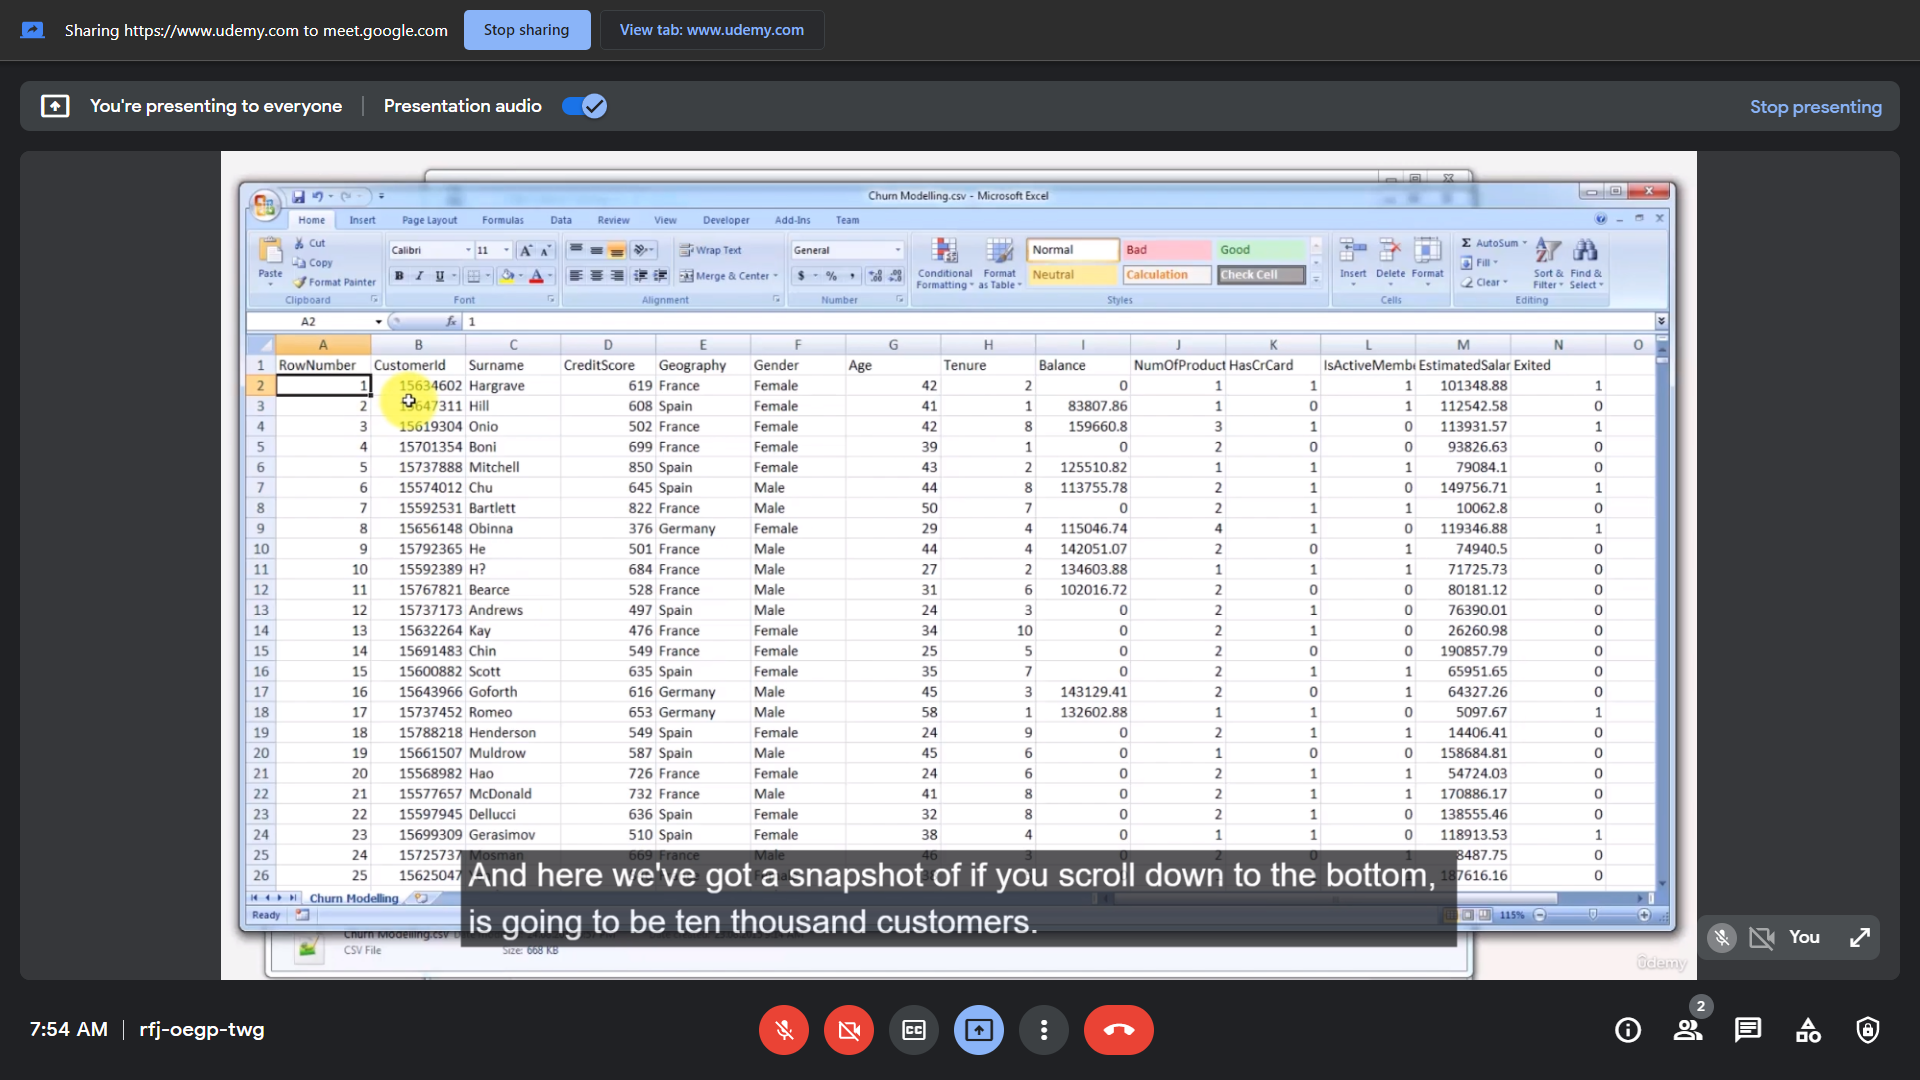 Sharing https://www.udemy.com to meet.google.com Stop sharing View tab: www.udemy.com
You're presenting to everyone Presentation audio Stop presenting
Churn Modelling.csv - Microsoft Excel
Home Insert Page Layout Formulas Data Review View Developer Add-Ins Team
Paste Cut Copy Format Painter Clipboard
Calibri 11 B I U A Font
Wrap Text Merge & Center Alignment
General $ % , Number
Conditional Formatting Format as Table Normal Bad Good Neutral Calculation Check Cell Styles
Insert Delete Format Cells
AutoSum Fill Clear Sort & Filter Find & Select Editing
A2 fx 1
A B C D E F G H I J K L M N O
1 RowNumber CustomerId Surname CreditScore Geography Gender Age Tenure Balance NumOfProduct HasCrCard IsActiveMembe EstimatedSalar Exited
2 1 15634602 Hargrave 619 France Female 42 2 0 1 1 1 101348.88 1
3 2 15647311 Hill 608 Spain Female 41 1 83807.86 1 0 1 112542.58 0
4 3 15619304 Onio 502 France Female 42 8 159660.8 3 1 0 113931.57 1
5 4 15701354 Boni 699 France Female 39 1 0 2 0 0 93826.63 0
6 5 15737888 Mitchell 850 Spain Female 43 2 125510.82 1 1 1 79084.1 0
7 6 15574012 Chu 645 Spain Male 44 8 113755.78 2 1 0 149756.71 1
8 7 15592531 Bartlett 822 France Male 50 7 0 2 1 1 10062.8 0
9 8 15656148 Obinna 376 Germany Female 29 4 115046.74 4 1 0 119346.88 1
10 9 15792365 He 501 France Male 44 4 142051.07 2 0 1 74940.5 0
11 10 15592389 H? 684 France Male 27 2 134603.88 1 1 1 71725.73 0
12 11 15767821 Bearce 528 France Male 31 6 102016.72 2 0 0 80181.12 0
13 12 15737173 Andrews 497 Spain Male 24 3 0 2 1 0 76390.01 0
14 13 15632264 Kay 476 France Female 34 10 0 2 1 0 26260.98 0
15 14 15691483 Chin 549 France Female 25 5 0 2 0 0 190857.79 0
16 15 15600882 Scott 635 Spain Female 35 7 0 2 1 1 65951.65 0
17 16 15643966 Goforth 616 Germany Male 45 3 143129.41 2 0 1 64327.26 0
18 17 15737452 Romeo 653 Germany Male 58 1 132602.88 1 1 0 5097.67 1
19 18 15788218 Henderson 549 Spain Female 24 9 0 2 1 1 14406.41 0
20 19 15661507 Muldrow 587 Spain Male 45 6 0 1 0 0 158684.81 0
21 20 15568982 Hao 726 France Female 24 6 0 2 1 1 54724.03 0
22 21 15577657 McDonald 732 France Male 41 8 0 2 1 1 170886.17 0
23 22 15597945 Dellucci 636 Spain Female 32 8 0 2 1 0 138555.46 0
24 23 15699309 Gerasimov 510 Spain Female 38 4 0 1 1 0 118913.53 1
25 24 15725737 Mosman 669 France Male 46 3 0 2 0 1 8487.75 0
26 25 15625047 187616.16 0
And here we've got a snapshot of if you scroll down to the bottom,
is going to be ten thousand customers.
Churn Modelling
Ready 115%
Churn Modelling.csv
CSV File Size: 668 KB
You
ûdemy
7:54 AM rfj-oegp-twg CC 2